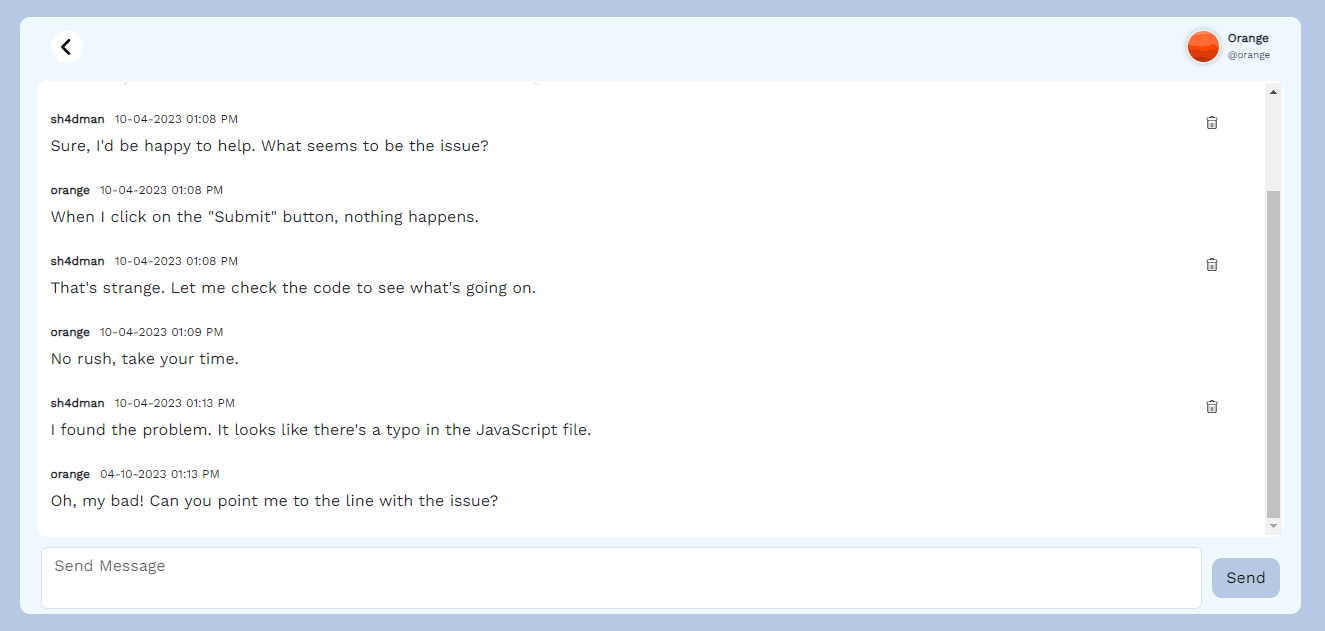 Orange
@orange
sh4dman 10-04-2023 01:08 PM
Sure, I'd be happy to help. What seems to be the issue?
orange 10-04-2023 01:08 PM
When I click on the "Submit" button, nothing happens.
sh4dman 10-04-2023 01:08 PM
That's strange. Let me check the code to see what's going on.
orange 10-04-2023 01:09 PM
No rush, take your time.
sh4dman 10-04-2023 01:13 PM
I found the problem. It looks like there's a typo in the JavaScript file.
orange 04-10-2023 01:13 PM
Oh, my bad! Can you point me to the line with the issue?
Send Message
Send